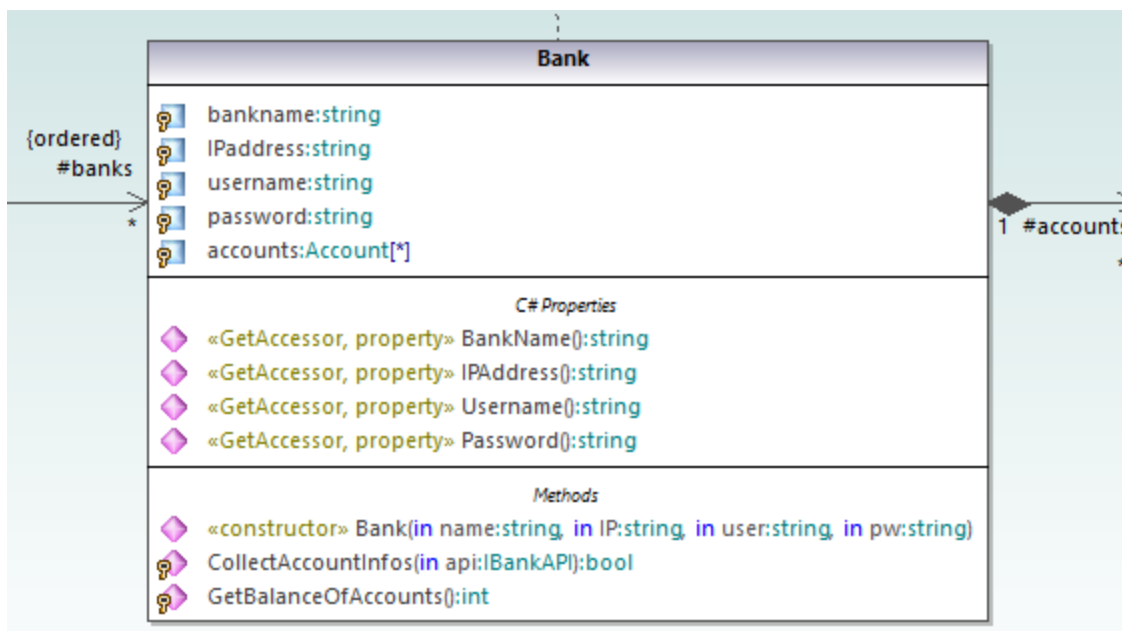 Bank
bankname:string
IPaddress:string
username:string
password:string
accounts:Account[*]
{ordered}
#banks
*
1 #accounts
*
C# Properties
«GetAccessor, property» BankName():string
«GetAccessor, property» IPAddress():string
«GetAccessor, property» Username():string
«GetAccessor, property» Password():string
Methods
«constructor» Bank(in name:string, in IP:string, in user:string, in pw:string)
CollectAccountInfos(in api:IBankAPI):bool
GetBalanceOfAccounts():int